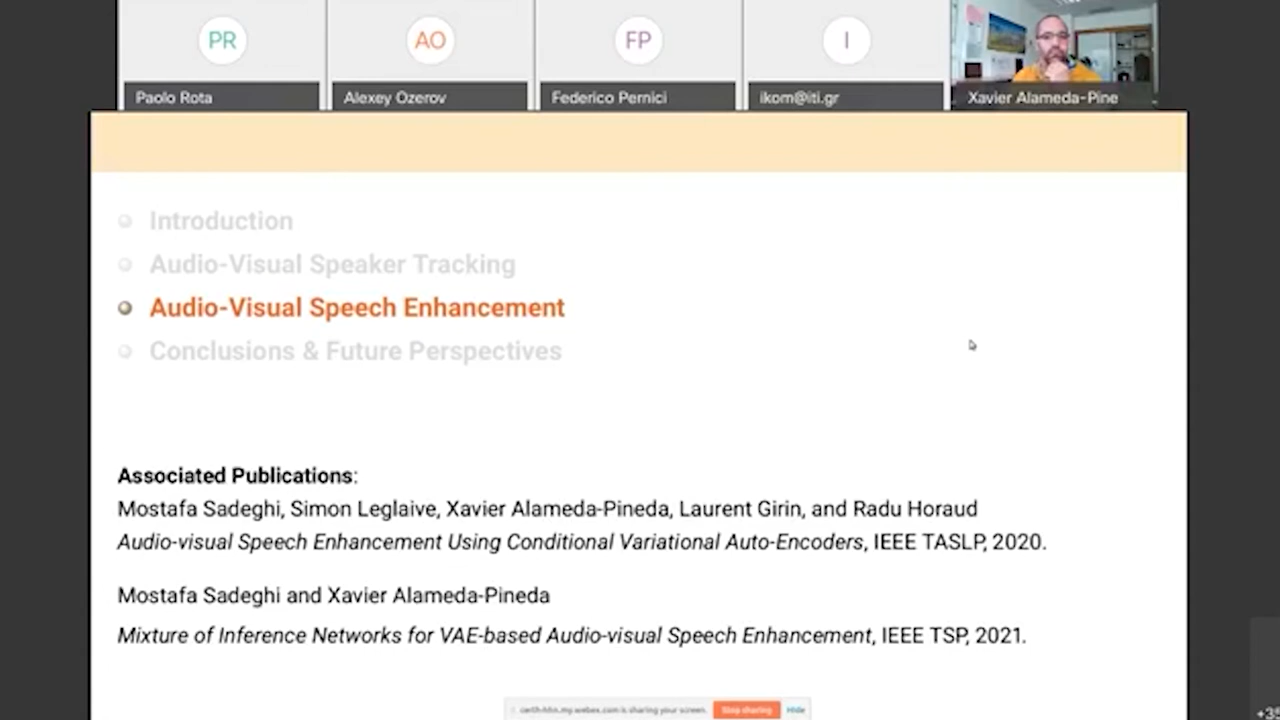 PR
AO
FP
I
Paolo Rota
Alexey Ozerov
Federico Pernici
ikom@iti.gr
Xavier Alameda-Pine
Introduction
Audio-Visual Speaker Tracking
Audio-Visual Speech Enhancement
Conclusions & Future Perspectives
Associated Publications:
Mostafa Sadeghi, Simon Leglaive, Xavier Alameda-Pineda, Laurent Girin, and Radu Horaud
Audio-visual Speech Enhancement Using Conditional Variational Auto-Encoders, IEEE TASLP, 2020.
Mostafa Sadeghi and Xavier Alameda-Pineda
Mixture of Inference Networks for VAE-based Audio-visual Speech Enhancement, IEEE TSP, 2021.
is sharing your screen. Stop sharing Hide